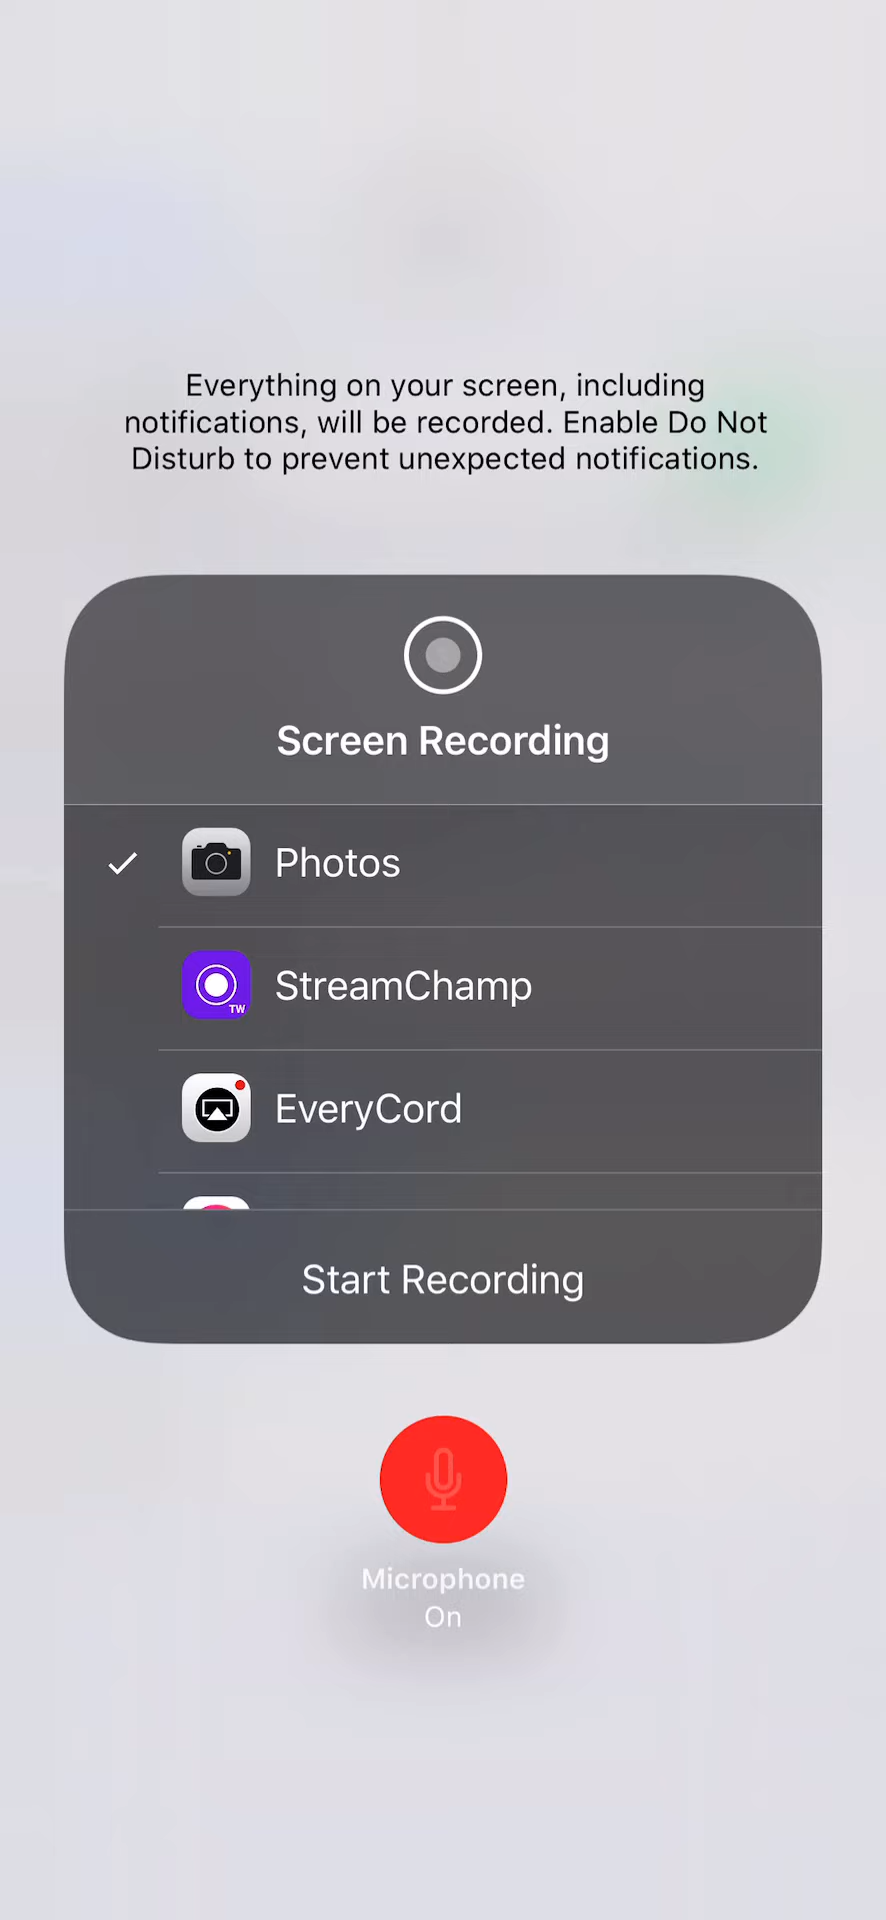 Everything on your screen, including
notifications, will be recorded. Enable Do Not
Disturb to prevent unexpected notifications.
Screen Recording
Photos
StreamChamp
TW
EveryCord
Start Recording
Microphone
On